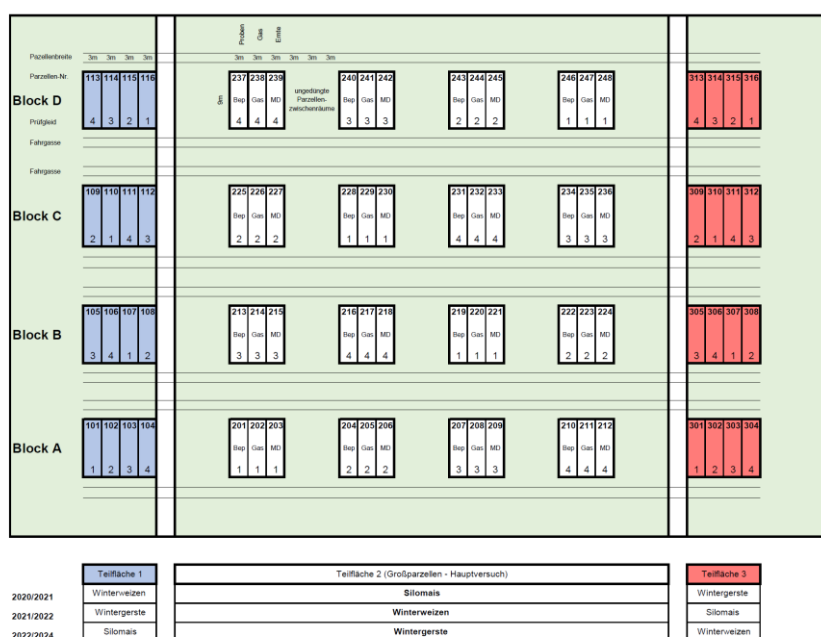 Proben Gas Ernte
Pazellenbreite 3m 3m 3m 3m 3m 3m 3m 3m 3m 3m
Parzellen-Nr. 113 114 115 116 237 238 239 240 241 242 243 244 245 246 247 248 313 314 315 316
ungedüngte
Block D 9m Bep Gas MD Parzellen- Bep Gas MD Bep Gas MD Bep Gas MD
zwischenräume
Prüfglied 4 3 2 1 4 4 4 3 3 3 2 2 2 1 1 1 4 3 2 1
Fahrgasse
Fahrgasse
109 110 111 112 225 226 227 228 229 230 231 232 233 234 235 236 309 310 311 312
Block C Bep Gas MD Bep Gas MD Bep Gas MD Bep Gas MD
2 1 4 3 2 2 2 1 1 1 4 4 4 3 3 3 2 1 4 3
105 106 107 108 213 214 215 216 217 218 219 220 221 222 223 224 305 306 307 308
Block B Bep Gas MD Bep Gas MD Bep Gas MD Bep Gas MD
3 4 1 2 3 3 3 4 4 4 1 1 1 2 2 2 3 4 1 2
101 102 103 104 201 202 203 204 205 206 207 208 209 210 211 212 301 302 303 304
Block A Bep Gas MD Bep Gas MD Bep Gas MD Bep Gas MD
1 2 3 4 1 1 1 2 2 2 3 3 3 4 4 4 1 2 3 4
Teilfläche 1 Teilfläche 2 (Großparzellen - Hauptversuch) Teilfläche 3
2020/2021 Winterweizen Silomais Wintergerste
2021/2022 Wintergerste Winterweizen Silomais
2022/2024 Silomais Wintergerste Winterweizen